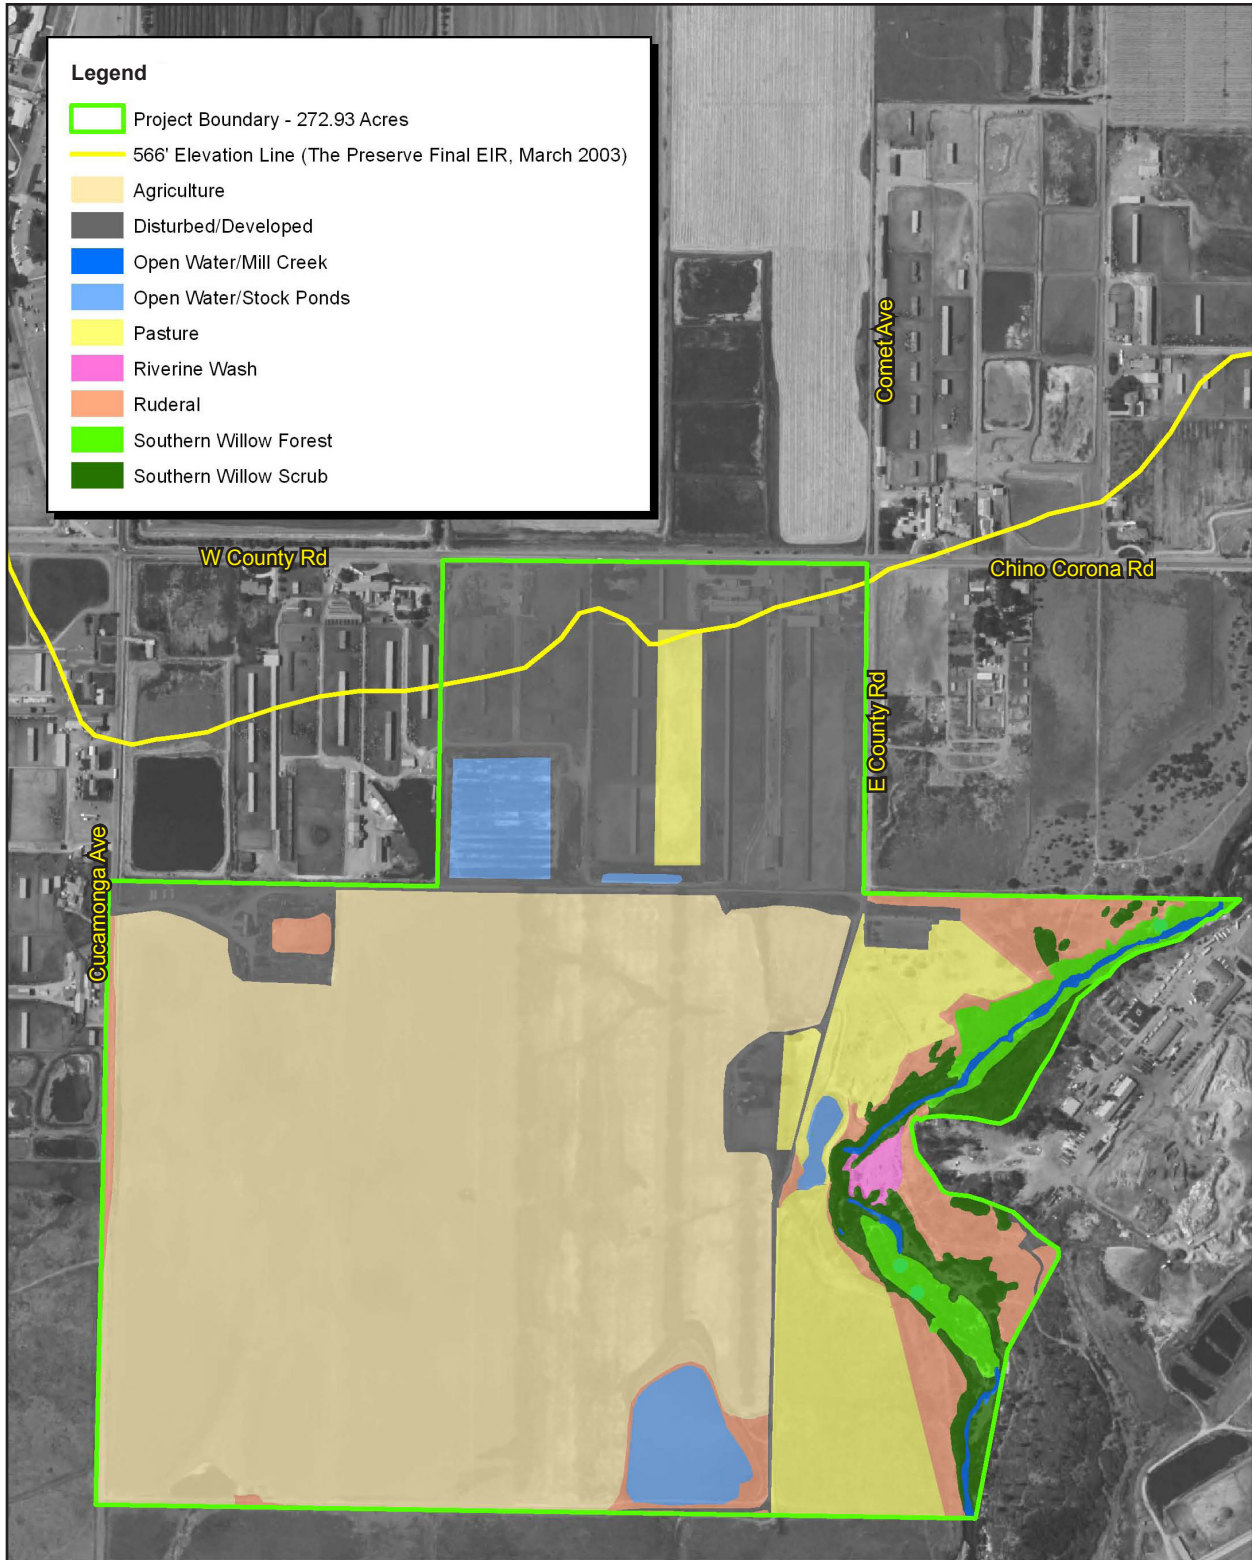 Legend
Project Boundary - 272.93 Acres
566' Elevation Line (The Preserve Final EIR, March 2003)
Agriculture
Disturbed/Developed
Open Water/Mill Creek
Open Water/Stock Ponds
Pasture
Riverine Wash
Ruderal
Southern Willow Forest
Southern Willow Scrub
Comet Ave
W County Rd
Chino Corona Rd
E County Rd
Cucamonga Ave